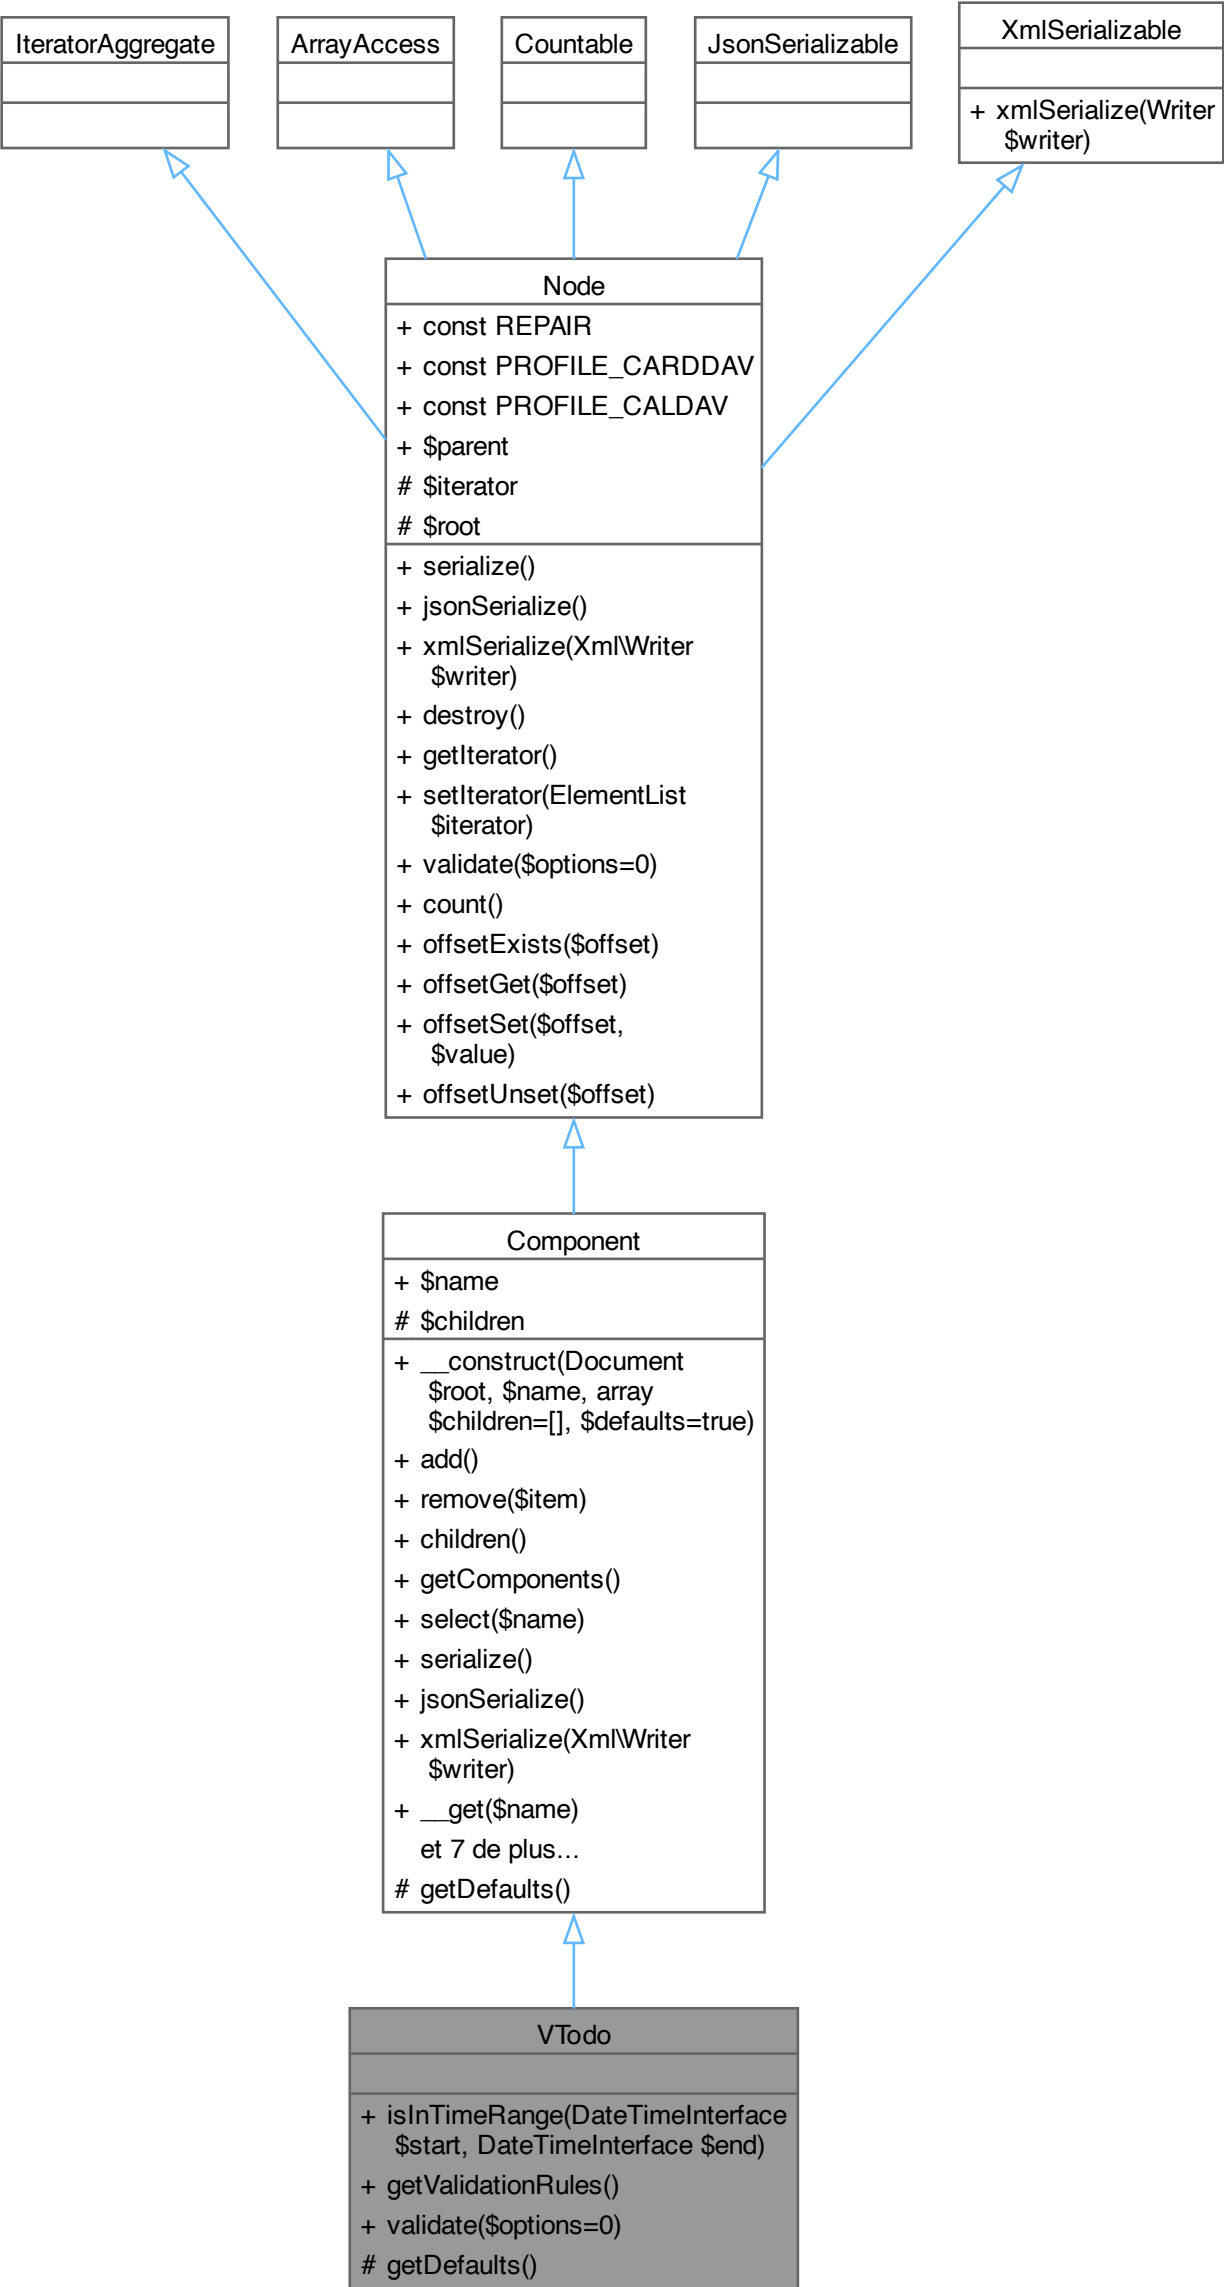 IteratorAggregate
ArrayAccess
Countable
JsonSerializable
XmlSerializable
+ xmlSerialize(Writer
$writer)
Node
+ const REPAIR
+ const PROFILE_CARDDAV
+ const PROFILE_CALDAV
+ $parent
# $iterator
# $root
+ serialize()
+ jsonSerialize()
+ xmlSerialize(Xml\Writer
$writer)
+ destroy()
+ getIterator()
+ setIterator(ElementList
$iterator)
+ validate($options=0)
+ count()
+ offsetExists($offset)
+ offsetGet($offset)
+ offsetSet($offset,
$value)
+ offsetUnset($offset)
Component
+ $name
# $children
+ __construct(Document
$root, $name, array
$children=[], $defaults=true)
+ add()
+ remove($item)
+ children()
+ getComponents()
+ select($name)
+ serialize()
+ jsonSerialize()
+ xmlSerialize(Xml\Writer
$writer)
+ __get($name)
et 7 de plus...
# getDefaults()
VTodo
+ isInTimeRange(DateTimeInterface
$start, DateTimeInterface $end)
+ getValidationRules()
+ validate($options=0)
# getDefaults()